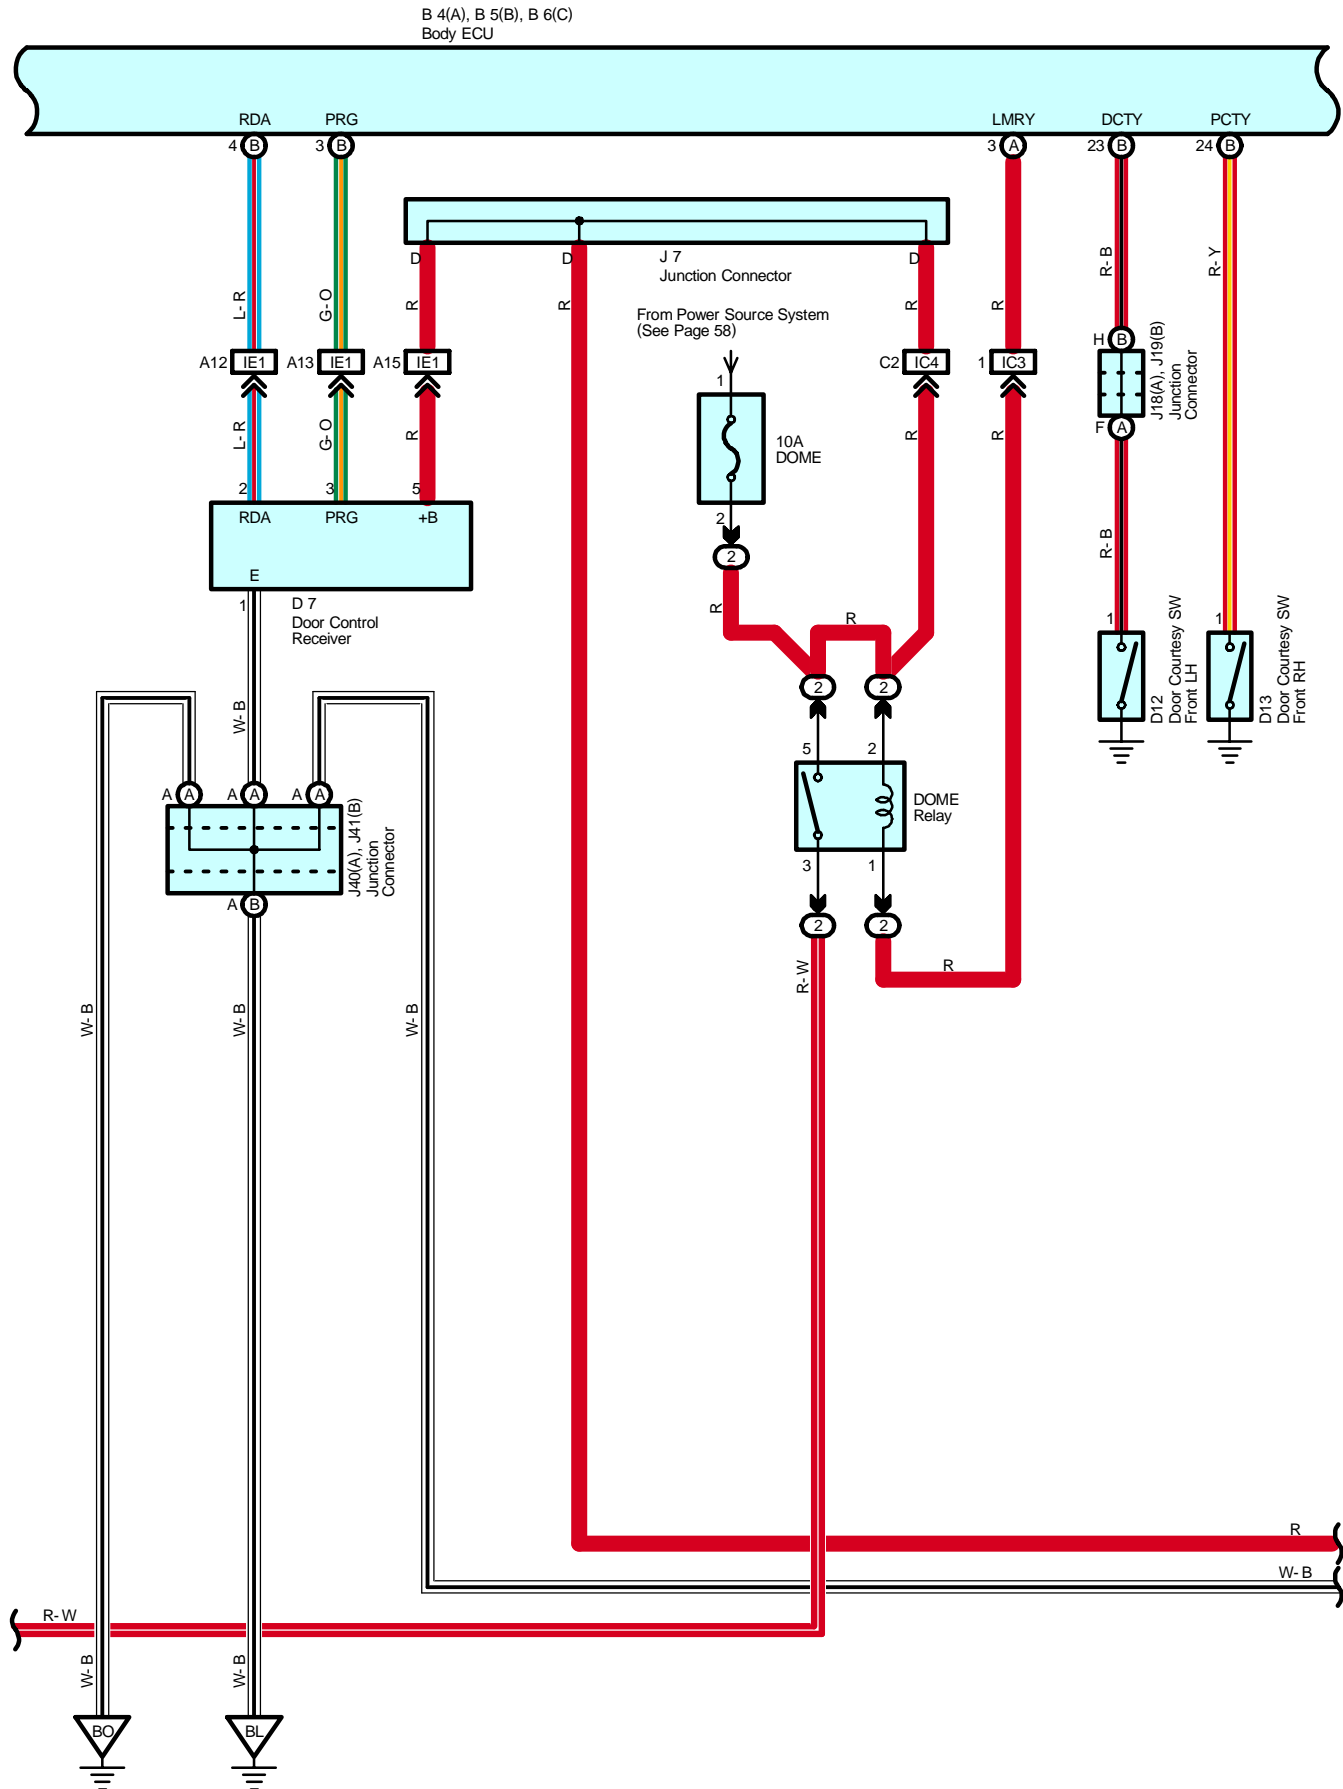 B 4(A), B 5(B), B 6(C)
Body ECU
RDA
PRG
LMRY
DCTY
PCTY
4 B
3 B
3 A
23 B
24 B
D
D
D
J 7
Junction Connector
L-R
G-O
R
R
R
R
R-B
R-Y
From Power Source System
(See Page 58)
H B
J18(A), J19(B)
Junction
Connector
F A
A12 IE1
A13 IE1
A15 IE1
C2 IC4
1 IC3
1
10A
DOME
2
2
L-R
G-O
R
R
R
R-B
2
3
5
RDA
PRG
+B
E
1
D 7
Door Control
Receiver
R
R
1
D12
Door Courtesy SW
Front LH
1
D13
Door Courtesy SW
Front RH
2
2
W-B
5
2
DOME
Relay
3
1
2
2
A A
A A
A A
J40(A), J41(B)
Junction
Connector
A B
R-W
R
W-B
W-B
W-B
R
W-B
R-W
W-B
W-B
BO
BL